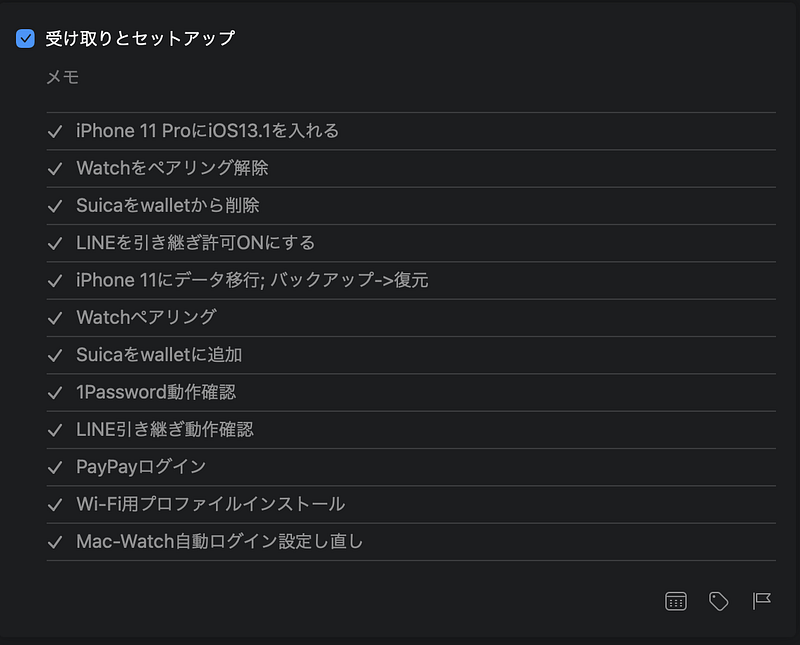 受け取りとセットアップ
メモ
iPhone 11 ProにiOS13.1を入れる
Watchをペアリング解除
Suicaをwalletから削除
LINEを引き継ぎ許可ONにする
iPhone 11にデータ移行; バックアップ->復元
Watchペアリング
Suicaをwalletに追加
1Password動作確認
LINE引き継ぎ動作確認
PayPayログイン
Wi-Fi用プロファイルインストール
Mac-Watch自動ログイン設定し直し